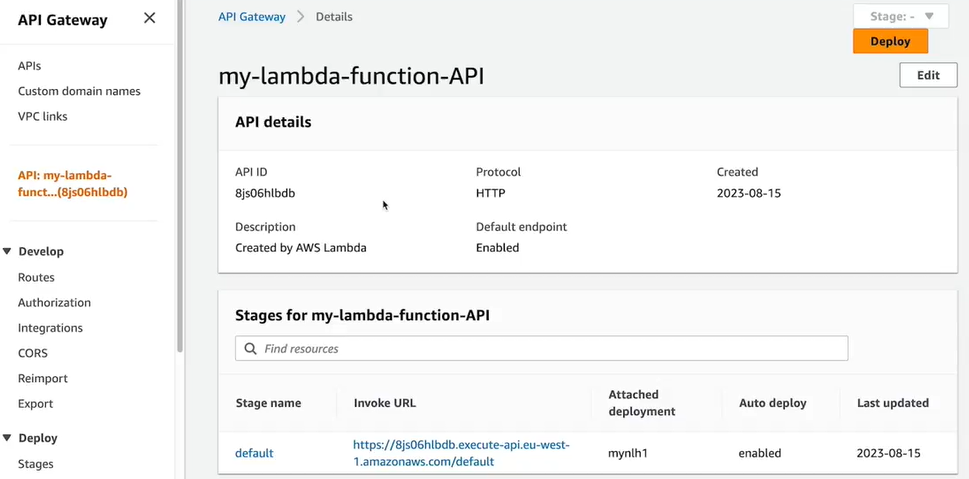 API Gateway
APIs
Custom domain names
VPC links
API: my-lambda-
funct...(8js06hlbdb)
Develop
Routes
Authorization
Integrations
CORS
Reimport
Export
Deploy
Stages
API Gateway > Details
Stage: -
Deploy
my-lambda-function-API
Edit
API details
API ID
8js06hlbdb
Protocol
HTTP
Created
2023-08-15
Description
Created by AWS Lambda
Default endpoint
Enabled
Stages for my-lambda-function-API
Find resources
Stage name
Invoke URL
Attached
deployment
Auto deploy
Last updated
default
https://8js06hlbdb.execute-api.eu-west-
1.amazonaws.com/default
mynlh1
enabled
2023-08-15